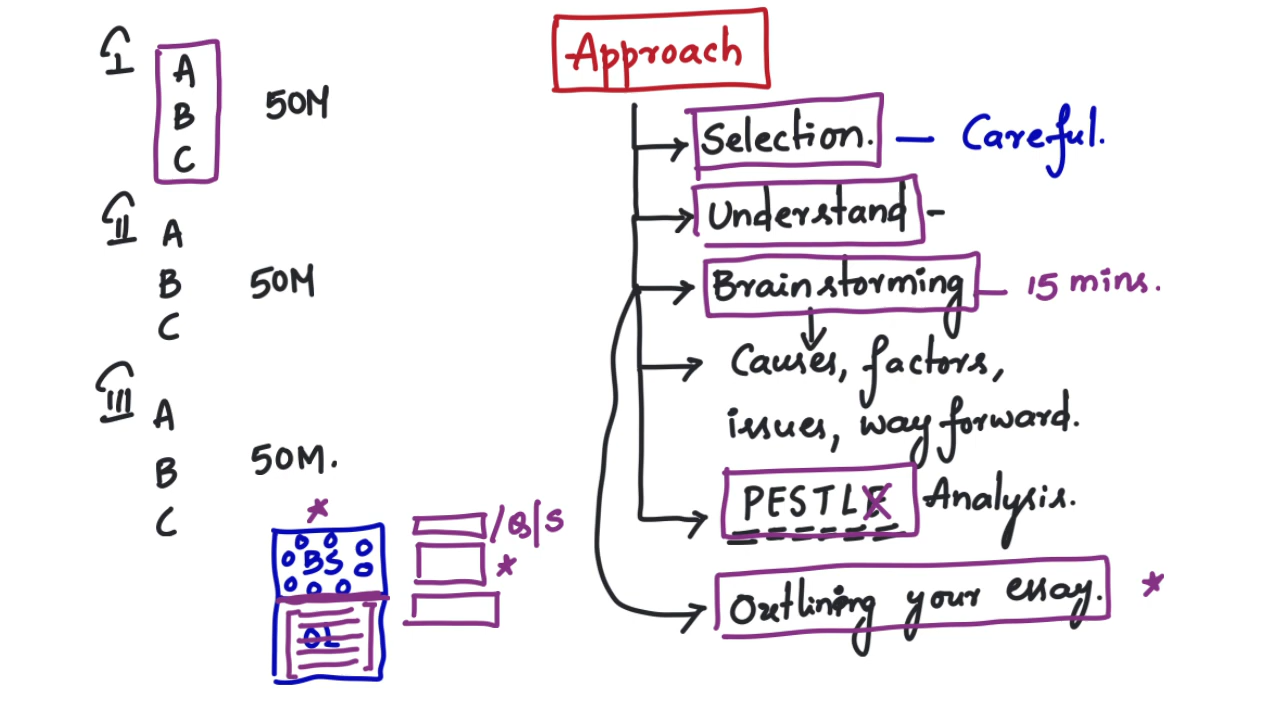 I
A
B
C
50M
II
A
B
C
50M
III
A
B
C
50M.
*
BS
OL
/B/S
*
Approach
Selection. — Careful.
Understand -
Brainstorming — 15 mins.
Causes, factors,
issues, way forward.
PESTLE Analysis.
Outlining your essay. *